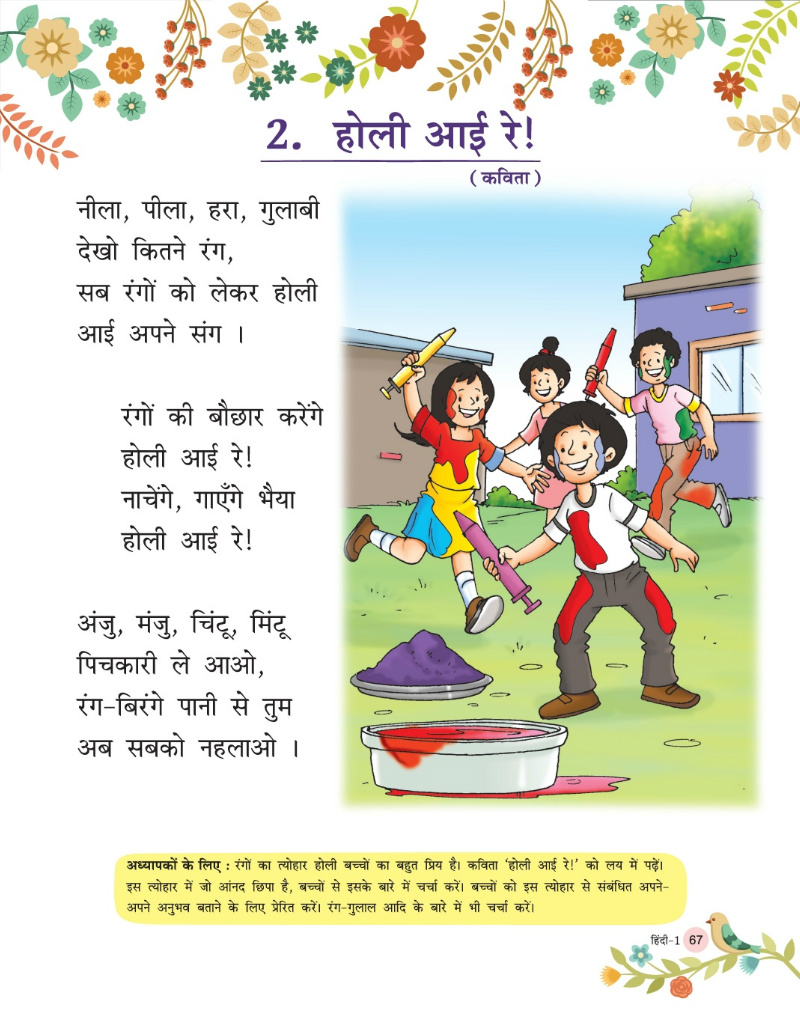 2. होली आई रे!
( कविता )
नीला, पीला, हरा, गुलाबी
देखो कितने रंग,
सब रंगों को लेकर होली
आई अपने संग ।
रंगों की बौछार करेंगे
होली आई रे!
नाचेंगे, गाएँगे भैया
होली आई रे!
अंजु, मंजु, चिंटू, मिंटू
पिचकारी ले आओ,
रंग-बिरंगे पानी से तुम
अब सबको नहलाओ ।
अध्यापकों के लिए : रंगों का त्योहार होली बच्चों का बहुत प्रिय है। कविता ‘होली आई रे!’ को लय में पढ़ें।
इस त्योहार में जो आंनद छिपा है, बच्चों से इसके बारे में चर्चा करें। बच्चों को इस त्योहार से संबंधित अपने-
अपने अनुभव बताने के लिए प्रेरित करें। रंग-गुलाल आदि के बारे में भी चर्चा करें।
हिंदी-1 67